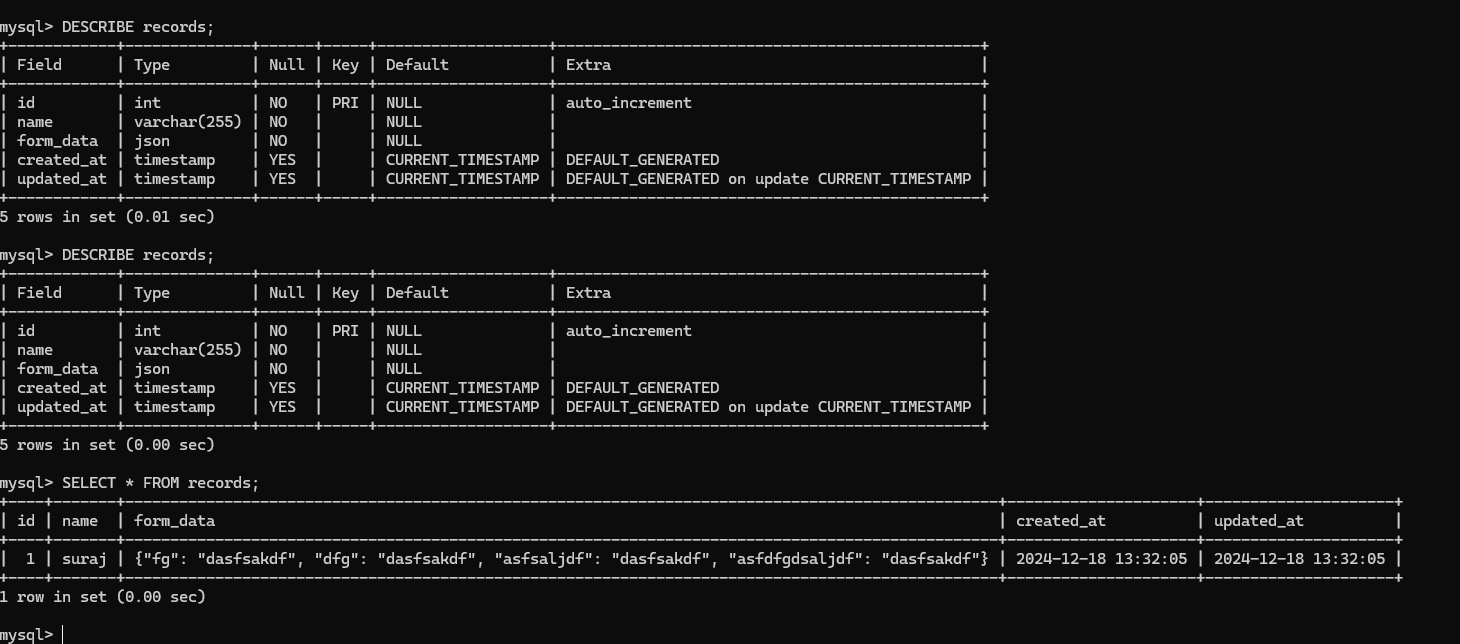 mysql> DESCRIBE records;
+------------+--------------+------+-----+-------------------+-----------------------------------------------+
| Field      | Type         | Null | Key | Default           | Extra                                         |
+------------+--------------+------+-----+-------------------+-----------------------------------------------+
| id         | int          | NO   | PRI | NULL              | auto_increment                                |
| name       | varchar(255) | NO   |     | NULL              |                                               |
| form_data  | json         | NO   |     | NULL              |                                               |
| created_at | timestamp    | YES  |     | CURRENT_TIMESTAMP | DEFAULT_GENERATED                             |
| updated_at | timestamp    | YES  |     | CURRENT_TIMESTAMP | DEFAULT_GENERATED on update CURRENT_TIMESTAMP |
+------------+--------------+------+-----+-------------------+-----------------------------------------------+
5 rows in set (0.01 sec)

mysql> DESCRIBE records;
+------------+--------------+------+-----+-------------------+-----------------------------------------------+
| Field      | Type         | Null | Key | Default           | Extra                                         |
+------------+--------------+------+-----+-------------------+-----------------------------------------------+
| id         | int          | NO   | PRI | NULL              | auto_increment                                |
| name       | varchar(255) | NO   |     | NULL              |                                               |
| form_data  | json         | NO   |     | NULL              |                                               |
| created_at | timestamp    | YES  |     | CURRENT_TIMESTAMP | DEFAULT_GENERATED                             |
| updated_at | timestamp    | YES  |     | CURRENT_TIMESTAMP | DEFAULT_GENERATED on update CURRENT_TIMESTAMP |
+------------+--------------+------+-----+-------------------+-----------------------------------------------+
5 rows in set (0.00 sec)

mysql> SELECT * FROM records;
+----+-------+-------------------------------------------------------------------------------------------------+---------------------+---------------------+
| id | name  | form_data                                                                                       | created_at          | updated_at          |
+----+-------+-------------------------------------------------------------------------------------------------+---------------------+---------------------+
|  1 | suraj | {"fg": "dasfsakdf", "dfg": "dasfsakdf", "asfsaljdf": "dasfsakdf", "asfdfgdsaljdf": "dasfsakdf"} | 2024-12-18 13:32:05 | 2024-12-18 13:32:05 |
+----+-------+-------------------------------------------------------------------------------------------------+---------------------+---------------------+
1 row in set (0.00 sec)

mysql>